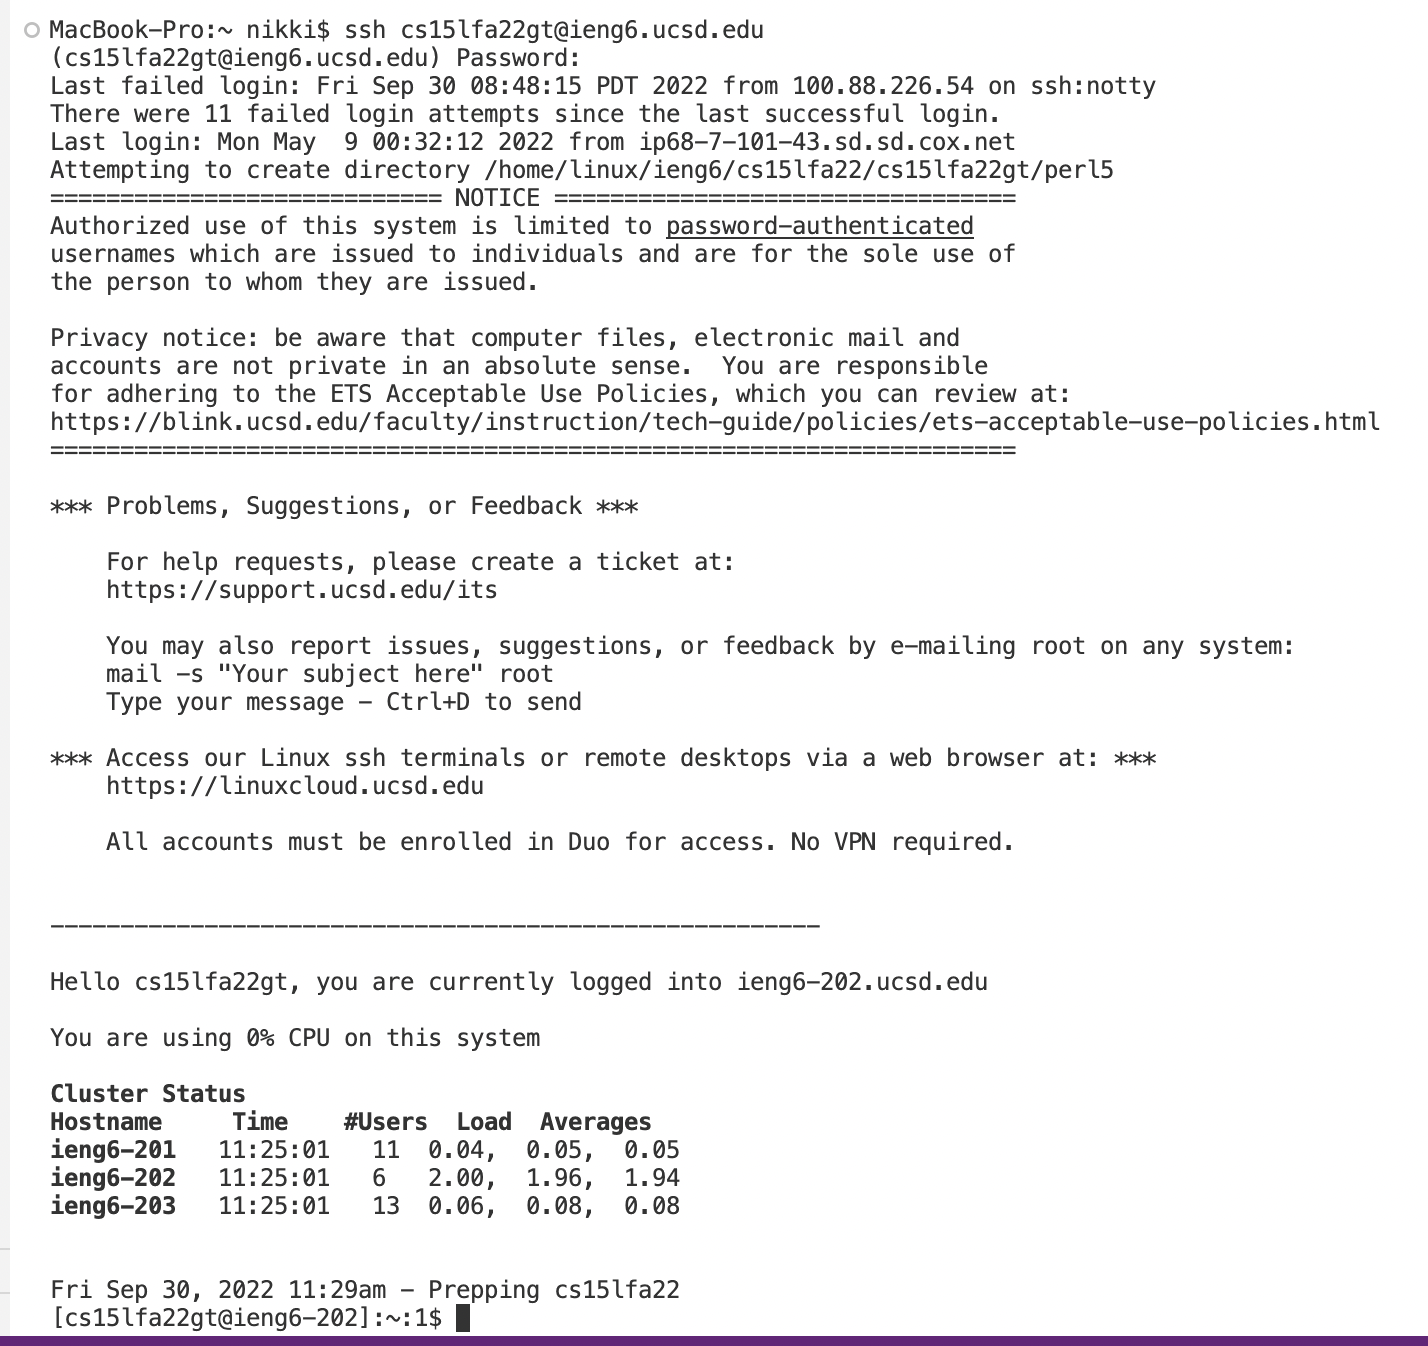 MacBook-Pro:~ nikki$ ssh cs15lfa22gt@ieng6.ucsd.edu
(cs15lfa22gt@ieng6.ucsd.edu) Password:
Last failed login: Fri Sep 30 08:48:15 PDT 2022 from 100.88.226.54 on ssh:notty
There were 11 failed login attempts since the last successful login.
Last login: Mon May  9 00:32:12 2022 from ip68-7-101-43.sd.sd.cox.net
Attempting to create directory /home/linux/ieng6/cs15lfa22/cs15lfa22gt/perl5
============================ NOTICE =================================
Authorized use of this system is limited to password-authenticated
usernames which are issued to individuals and are for the sole use of
the person to whom they are issued.

Privacy notice: be aware that computer files, electronic mail and
accounts are not private in an absolute sense.  You are responsible
for adhering to the ETS Acceptable Use Policies, which you can review at:
https://blink.ucsd.edu/faculty/instruction/tech-guide/policies/ets-acceptable-use-policies.html
=====================================================================

*** Problems, Suggestions, or Feedback ***

    For help requests, please create a ticket at:
    https://support.ucsd.edu/its

    You may also report issues, suggestions, or feedback by e-mailing root on any system:
    mail -s "Your subject here" root
    Type your message - Ctrl+D to send

*** Access our Linux ssh terminals or remote desktops via a web browser at: ***
    https://linuxcloud.ucsd.edu

    All accounts must be enrolled in Duo for access. No VPN required.


-------------------------------------------------------

Hello cs15lfa22gt, you are currently logged into ieng6-202.ucsd.edu

You are using 0% CPU on this system

Cluster Status
Hostname     Time    #Users  Load  Averages
ieng6-201   11:25:01   11  0.04,  0.05,  0.05
ieng6-202   11:25:01   6   2.00,  1.96,  1.94
ieng6-203   11:25:01   13  0.06,  0.08,  0.08


Fri Sep 30, 2022 11:29am - Prepping cs15lfa22
[cs15lfa22gt@ieng6-202]:~:1$